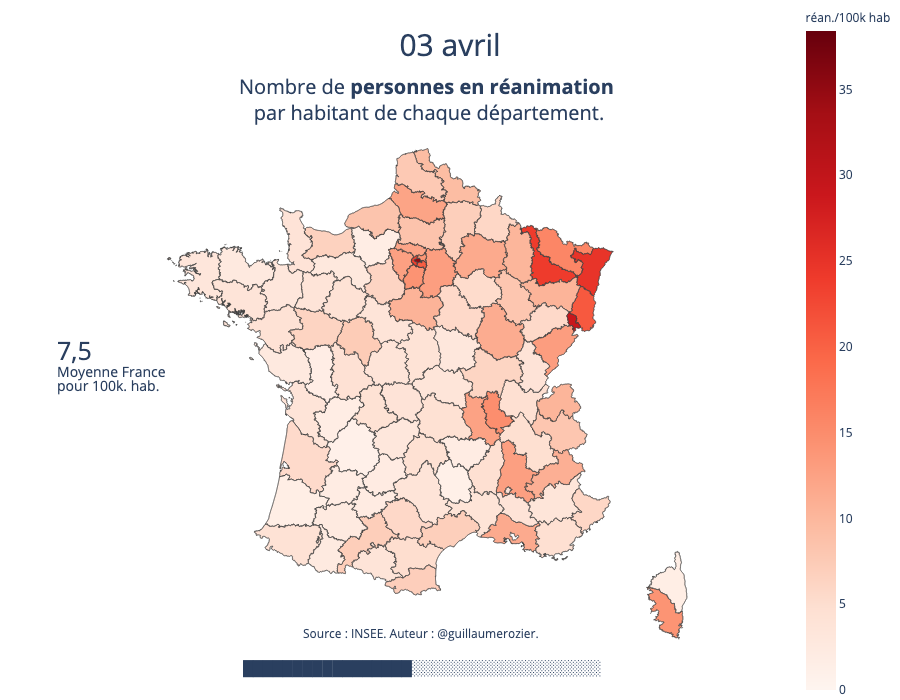 réan./100k hab
03 avril
Nombre de personnes en réanimation
par habitant de chaque département.
7,5
Moyenne France
pour 100k. hab.
35
30
25
20
15
10
5
0
Source : INSEE. Auteur : @guillaumerozier.